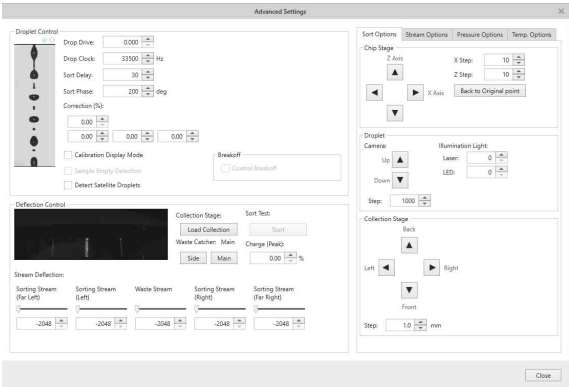 Advanced Settings
Droplet Control
Drop Drive: 0.000
Drop Clock: 33500 Hz
Sort Delay: 30
Sort Phase: 200 deg
Correction (%):
0.00
0.00 0.00 0.00
Calibration Display Mode
Sample Empty Detection
Detect Satellite Droplets
Breakoff
Control Breakoff
Deflection Control
Collection Stage:
Load Collection
Waste Catcher: Main
Side Main
Sort Test:
Start
Charge (Peak):
0.00 %
Stream Deflection:
Sorting Stream (Far Left)
Sorting Stream (Left)
Waste Stream
Sorting Stream (Right)
Sorting Stream (Far Right)
-2048 -2048 -2048 -2048 -2048
Sort Options Stream Options Pressure Options Temp. Options
Chip Stage
Z Axis
X Axis
X Step: 10
Z Step: 10
Back to Original point
Droplet
Camera:
Up
Down
Step: 1000
Illumination Light:
Laser: 0
LED: 0
Collection Stage
Back
Left Right
Front
Step: 1.0 mm
Close